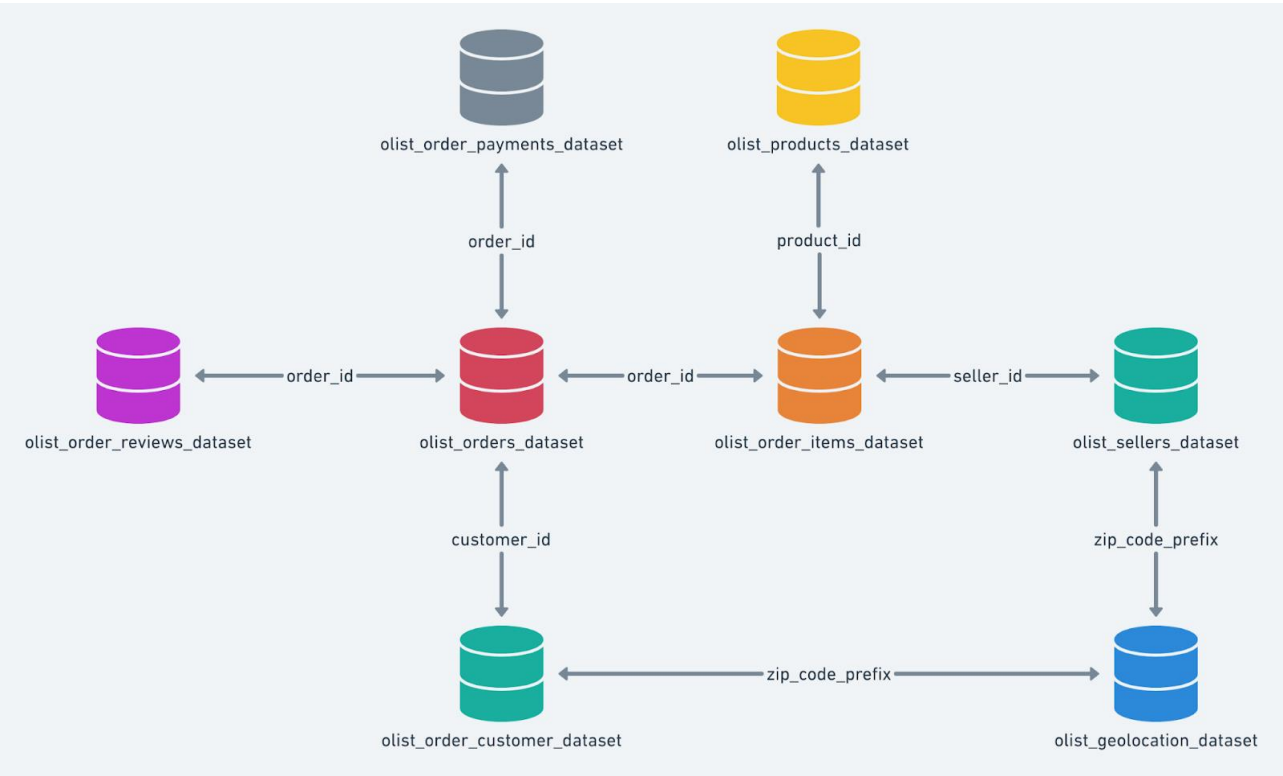 olist_order_payments_dataset
olist_products_dataset
order_id
product_id
order_id
order_id
seller_id
olist_order_reviews_dataset
olist_orders_dataset
olist_order_items_dataset
olist_sellers_dataset
customer_id
zip_code_prefix
zip_code_prefix
olist_order_customer_dataset
olist_geolocation_dataset